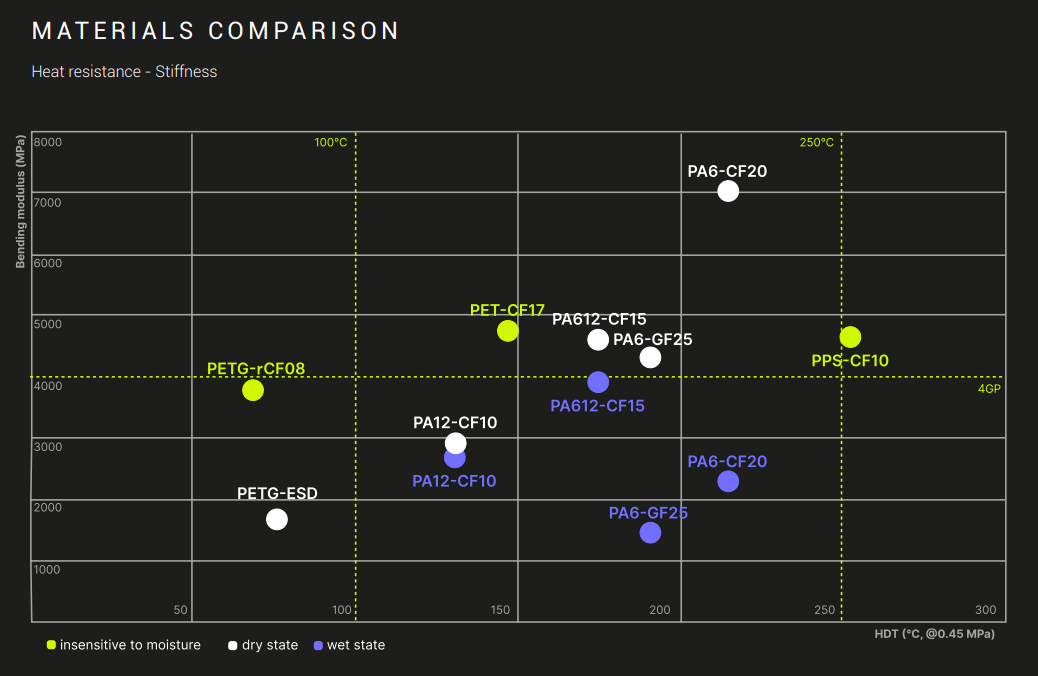 MATERIALS COMPARISON
Heat resistance - Stiffness
Bending modulus (MPa)
8000
100°C
250°C
PA6-CF20
7000
6000
PET-CF17
PA612-CF15
5000
PA6-GF25
PPS-CF10
PETG-rCF08
4000
4GP
PA612-CF15
PA12-CF10
3000
PA6-CF20
PA12-CF10
PETG-ESD
2000
PA6-GF25
1000
50
100
150
200
250
300
HDT (°C, @0.45 MPa)
insensitive to moisture
dry state
wet state